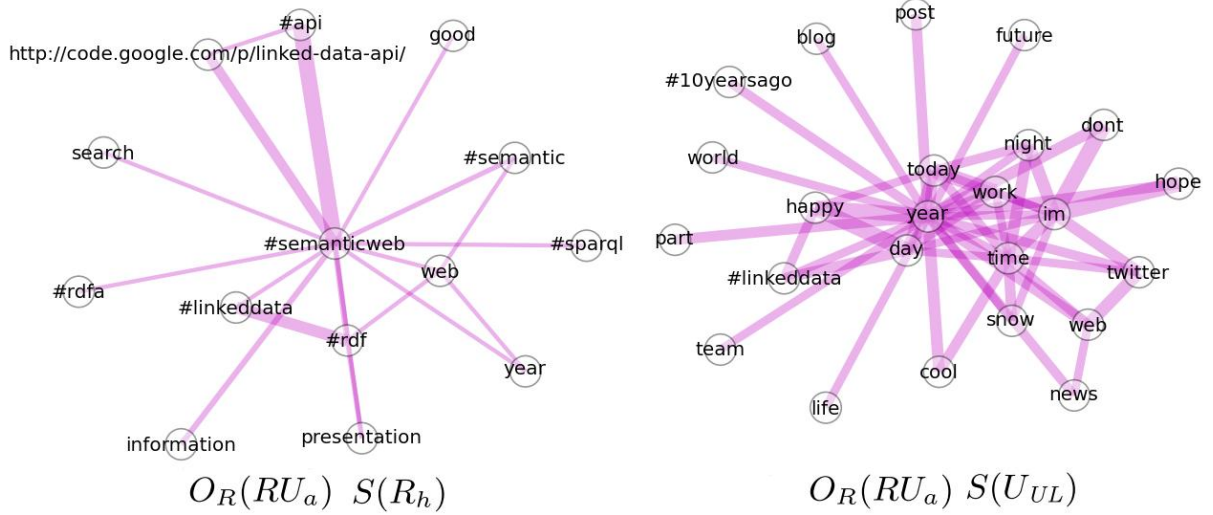 #api
http://code.google.com/p/linked-data-api/
good
search
#semantic
#semanticweb
#sparql
web
#rdfa
#linkeddata
#rdf
year
information
presentation
O_R(RU_a) S(R_h)
post
blog
future
#10yearsago
dont
night
world
today
work
hope
happy
year
im
part
day
time
#linkeddata
twitter
snow
web
team
cool
news
life
O_R(RU_a) S(U_{UL})